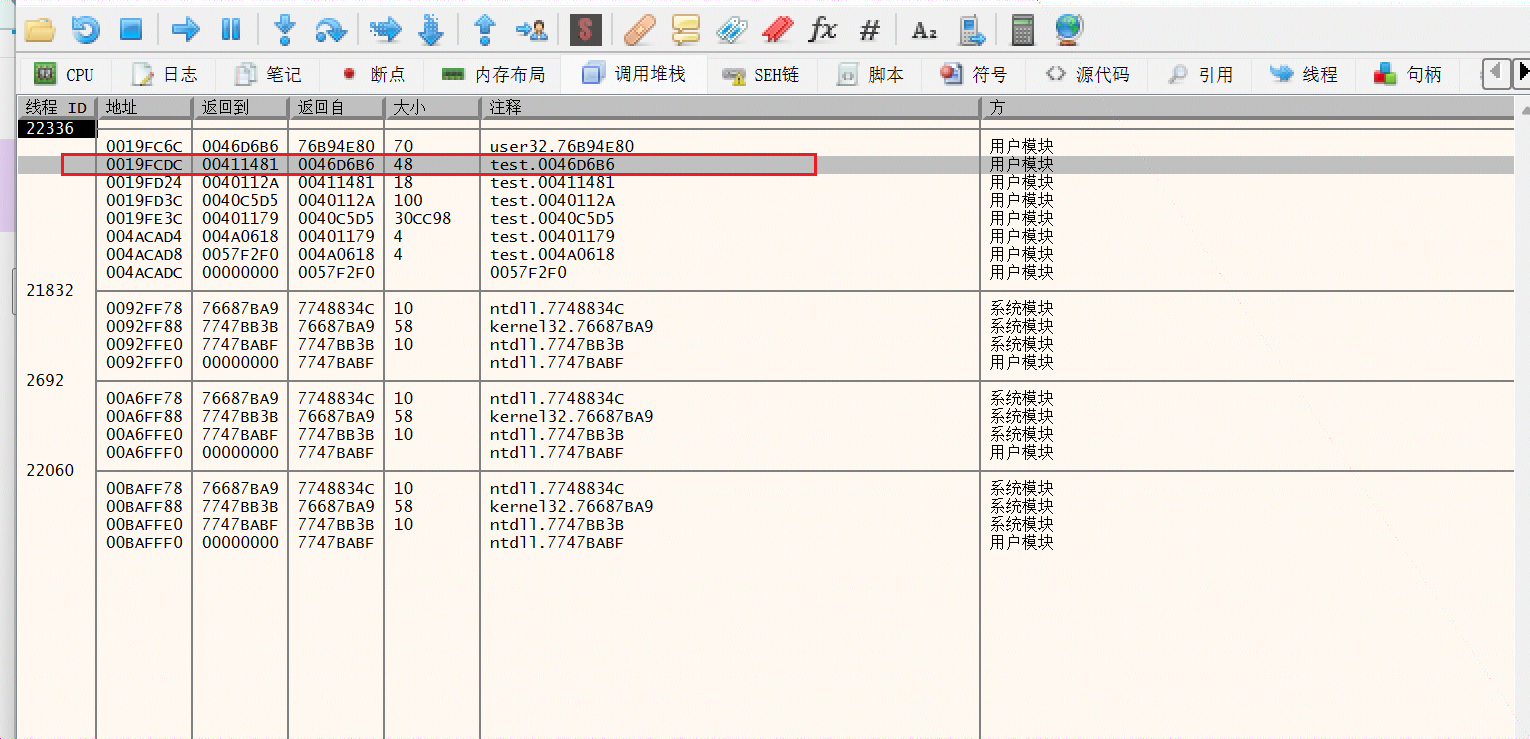 CPU 日志 笔记 断点 内存布局 调用堆栈 SEH链 脚本 符号 源代码 引用 线程 句柄
线程 ID 地址 返回到 返回自 大小 注释 方
22336
0019FC6C 0046D6B6 76B94E80 70 user32.76B94E80 用户模块
0019FCDC 00411481 0046D6B6 48 test.0046D6B6 用户模块
0019FD24 0040112A 00411481 18 test.00411481 用户模块
0019FD3C 0040C5D5 0040112A 100 test.0040112A 用户模块
0019FE3C 00401179 0040C5D5 30CC98 test.0040C5D5 用户模块
004ACAD4 004A0618 00401179 4 test.00401179 用户模块
004ACAD8 0057F2F0 004A0618 4 test.004A0618 用户模块
004ACADC 00000000 0057F2F0 0057F2F0 用户模块
21832
0092FF78 76687BA9 7748834C 10 ntdll.7748834C 系统模块
0092FF88 7747BB3B 76687BA9 58 kernel32.76687BA9 系统模块
0092FFE0 7747BABF 7747BB3B 10 ntdll.7747BB3B 系统模块
0092FFF0 00000000 7747BABF ntdll.7747BABF 用户模块
2692
00A6FF78 76687BA9 7748834C 10 ntdll.7748834C 系统模块
00A6FF88 7747BB3B 76687BA9 58 kernel32.76687BA9 系统模块
00A6FFE0 7747BABF 7747BB3B 10 ntdll.7747BB3B 系统模块
00A6FFF0 00000000 7747BABF ntdll.7747BABF 用户模块
22060
00BAFF78 76687BA9 7748834C 10 ntdll.7748834C 系统模块
00BAFF88 7747BB3B 76687BA9 58 kernel32.76687BA9 系统模块
00BAFFE0 7747BABF 7747BB3B 10 ntdll.7747BB3B 系统模块
00BAFFF0 00000000 7747BABF ntdll.7747BABF 用户模块